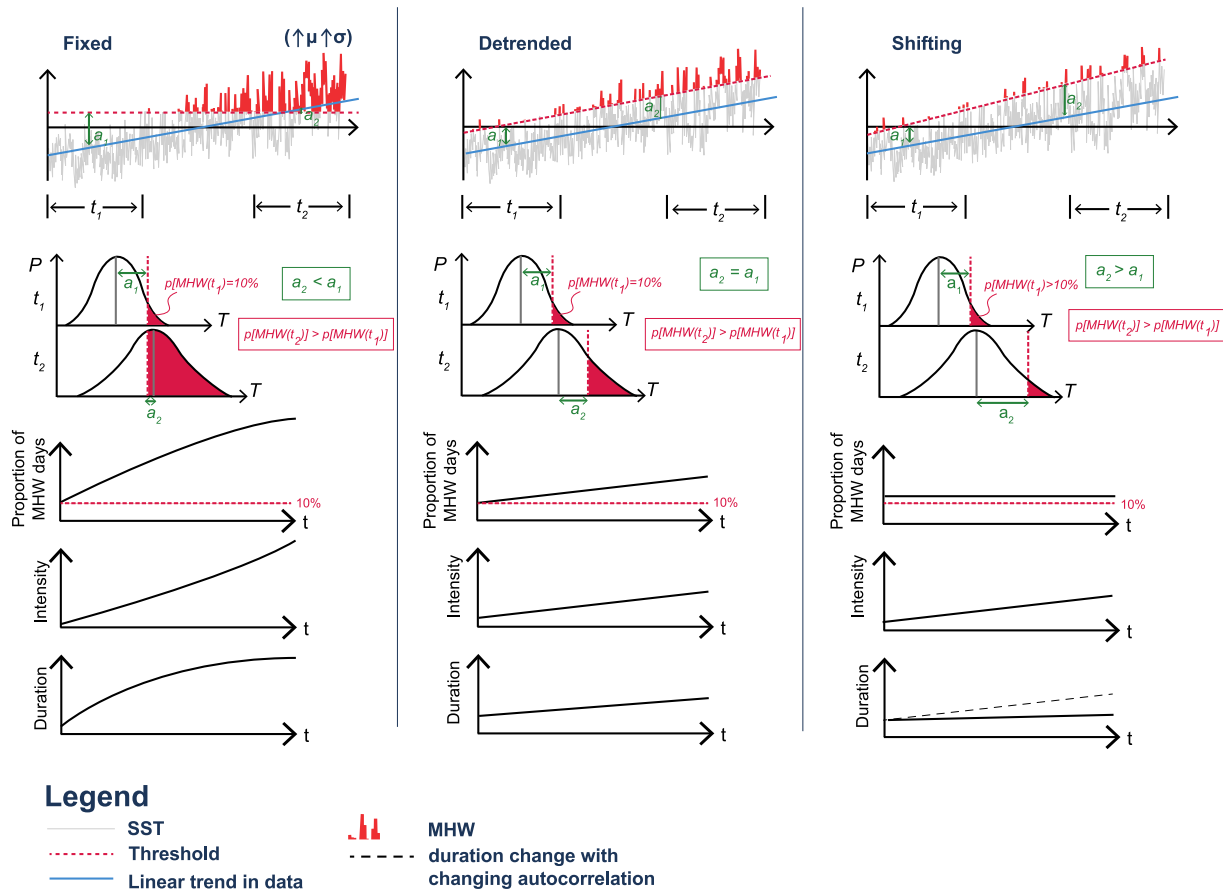 Fixed
(↑μ↑σ)
a₁
a₂
t₁
t₂
P
t₁
a₁
p[MHW(t₁)=10%
T
a₂ < a₁
p[MHW(t₂)] > p[MHW(t₁)]
t₂
T
a₂
Proportion of
MHW days
10%
t
Intensity
t
Duration
t
Detrended
a₁
a₂
t₁
t₂
P
t₁
a₁
p[MHW(t₁)=10%
T
a₂ = a₁
p[MHW(t₂)] > p[MHW(t₁)]
t₂
T
a₂
Proportion of
MHW days
10%
t
Intensity
t
Duration
t
Shifting
a₁
a₂
t₁
t₂
P
t₁
a₁
p[MHW(t₁)>10%
T
a₂ > a₁
p[MHW(t₂)] > p[MHW(t₁)]
t₂
T
a₂
Proportion of
MHW days
10%
t
Intensity
t
Duration
t
Legend
SST
Threshold
Linear trend in data
MHW
duration change with
changing autocorrelation